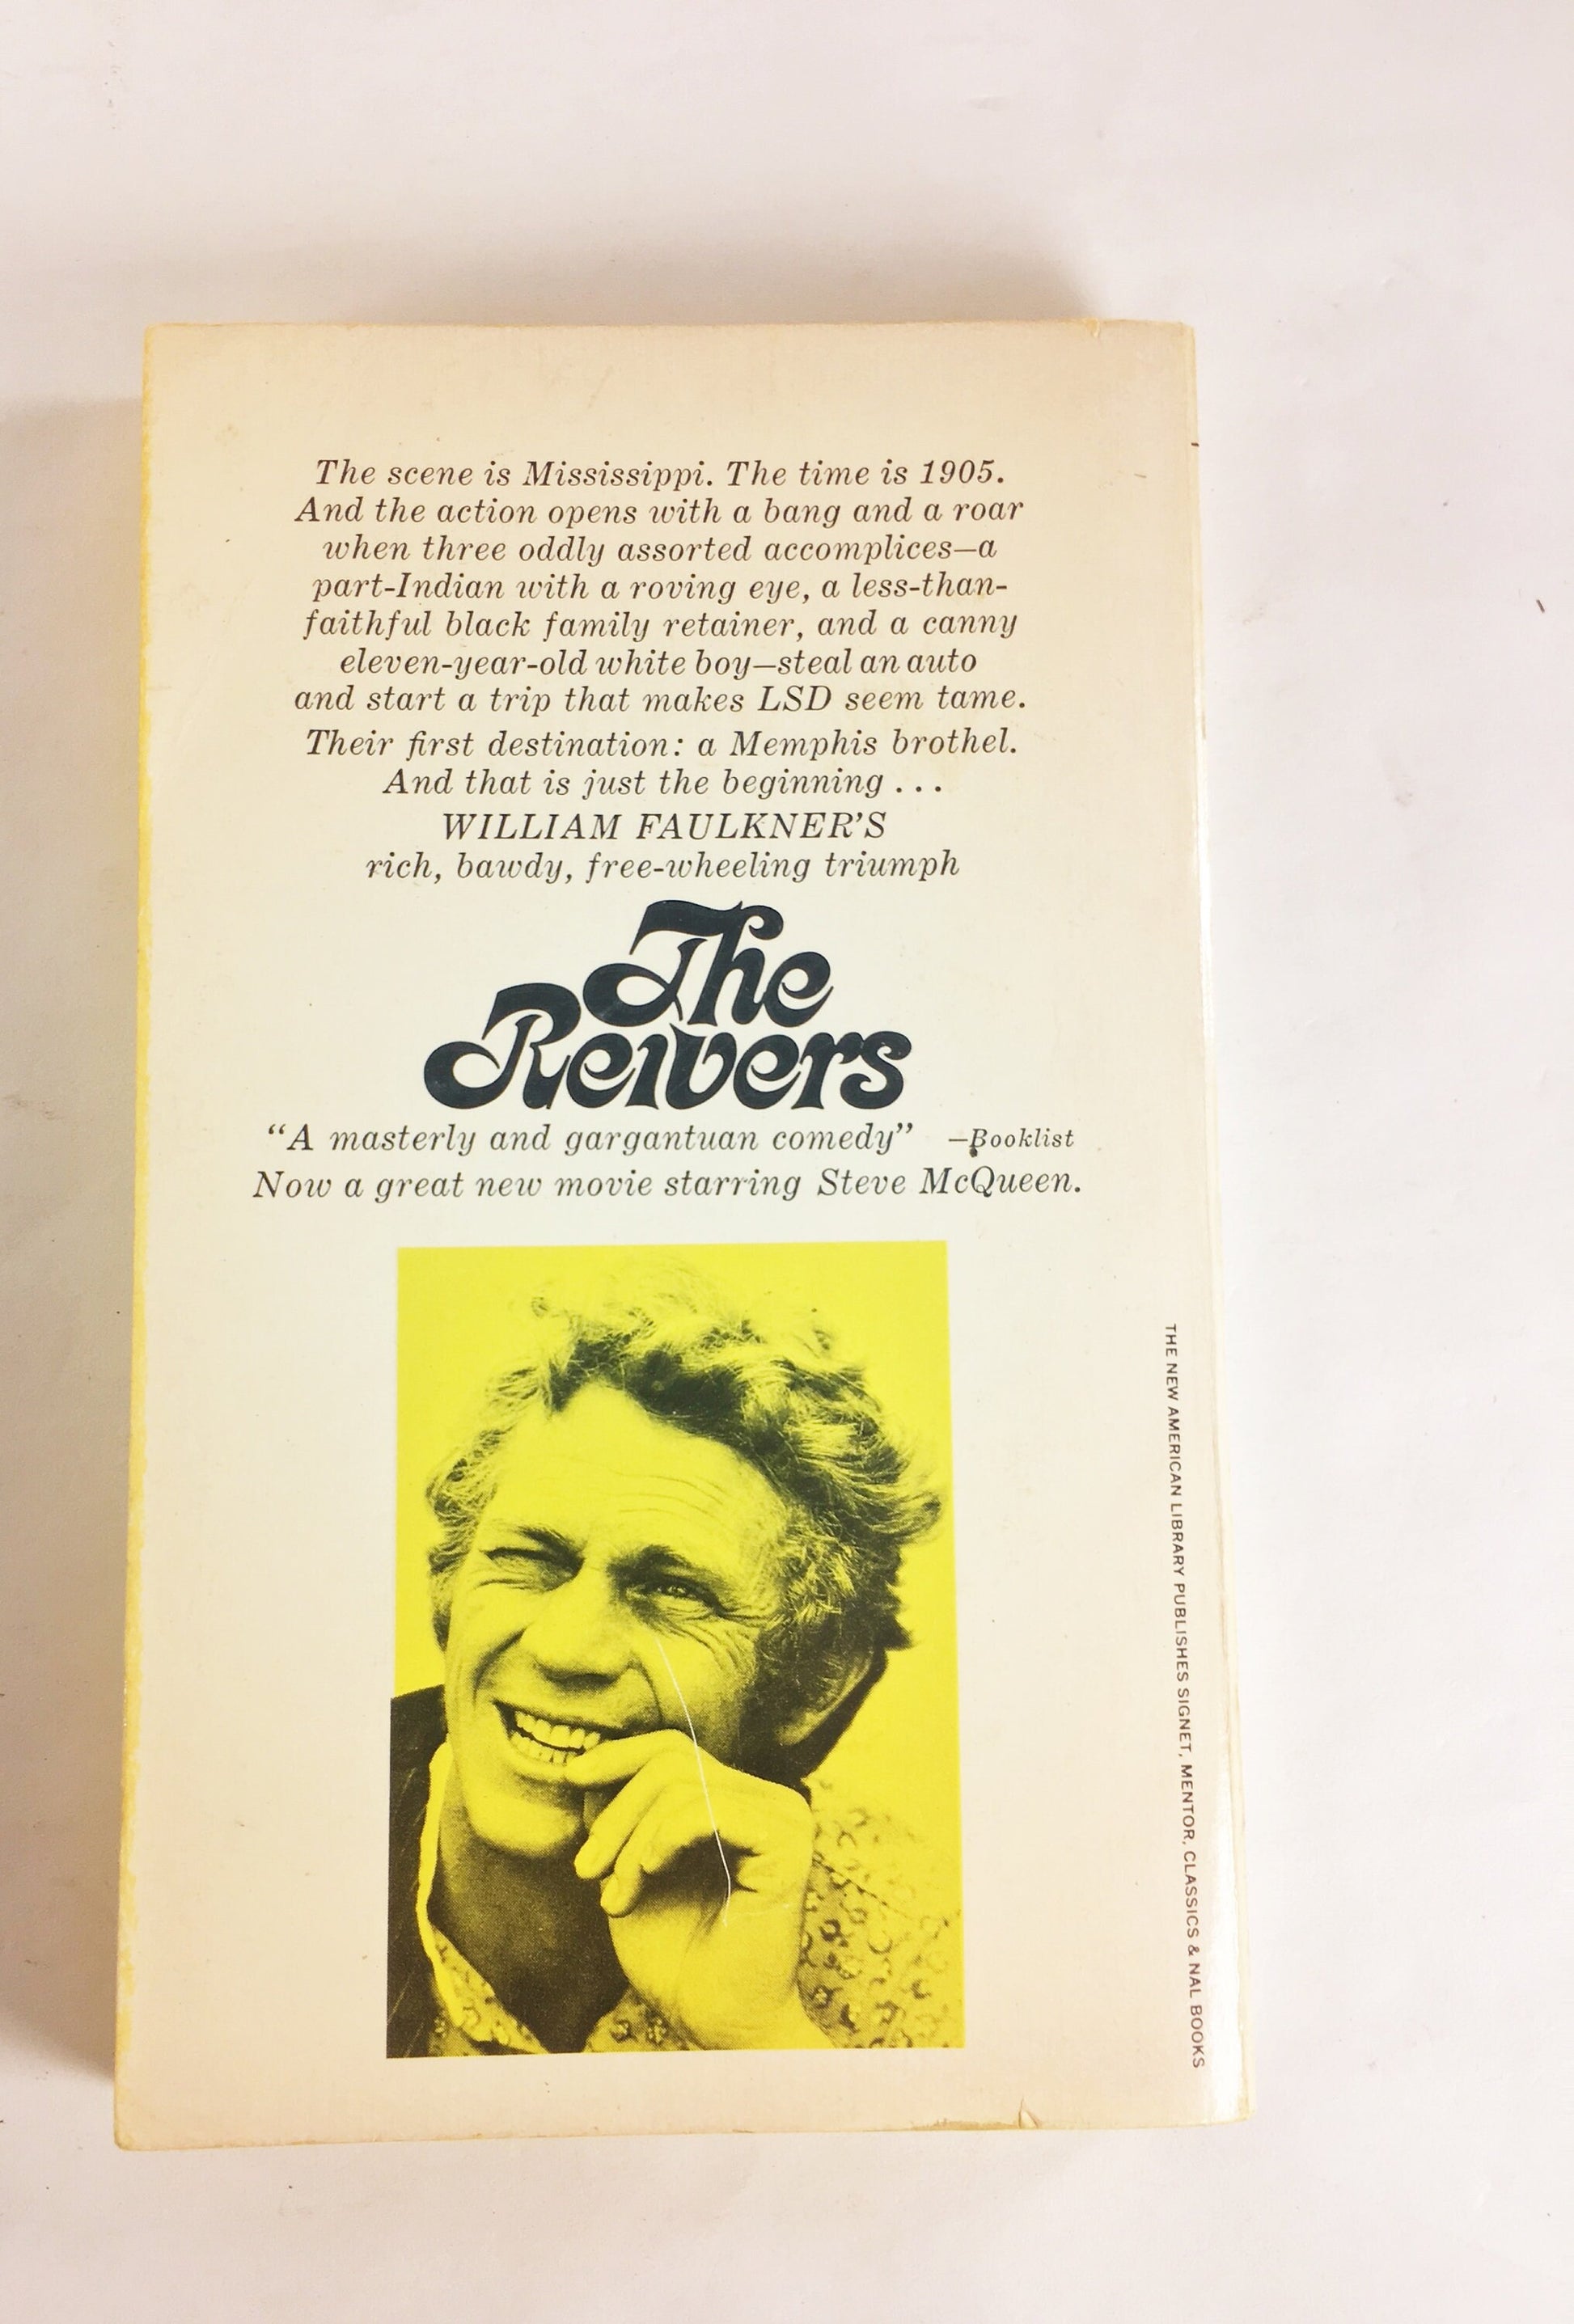 The scene is Mississippi. The time is 1905.
And the action opens with a bang and a roar
when three oddly assorted accomplices—a
part-Indian with a roving eye, a less-than-
faithful black family retainer, and a canny
eleven-year-old white boy—steal an auto
and start a trip that makes LSD seem tame.
Their first destination: a Memphis brothel.
And that is just the beginning . . .
WILLIAM FAULKNER'S
rich, bawdy, free-wheeling triumph
The
Reivers
“A masterly and gargantuan comedy” —Booklist
Now a great new movie starring Steve McQueen.
THE NEW AMERICAN LIBRARY PUBLISHES SIGNET, MENTOR, CLASSICS & NAL BOOKS